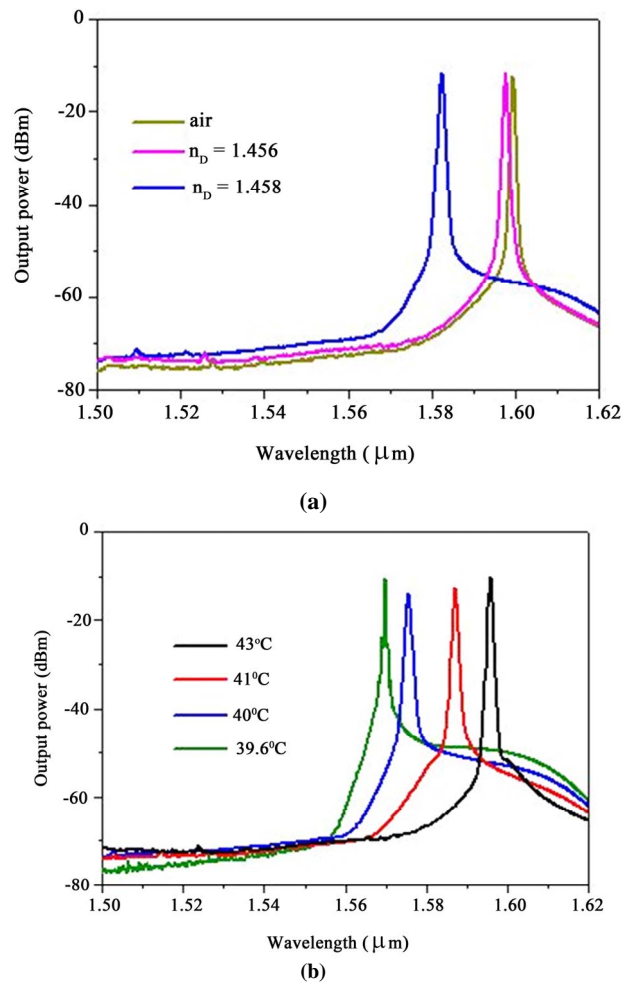 0
-20
-40
-60
-80
Output power (dBm)
air
n_D = 1.456
n_D = 1.458
1.50 1.52 1.54 1.56 1.58 1.60 1.62
Wavelength ( μm)
(a)
0
-20
-40
-60
-80
Output power (dBm)
43°C
41⁰C
40⁰C
39.6⁰C
1.50 1.52 1.54 1.56 1.58 1.60 1.62
Wavelength ( μm)
(b)